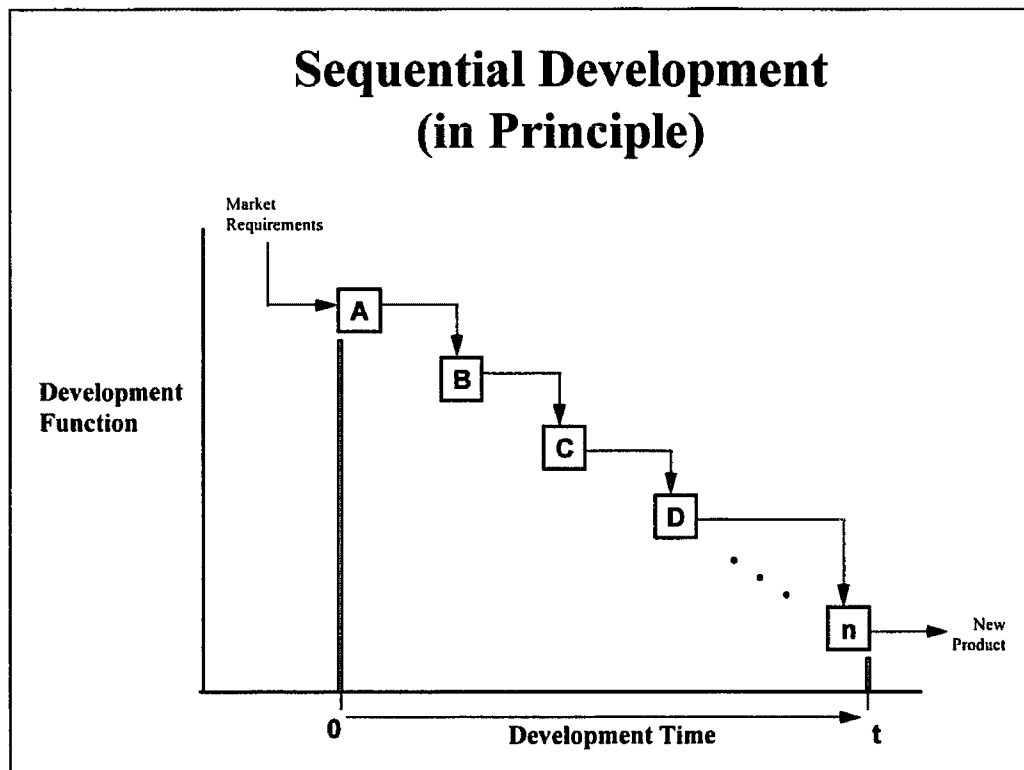 Sequential Development
(in Principle)
Market
Requirements
A
B
Development
Function
C
D
n
New
Product
0
Development Time
t